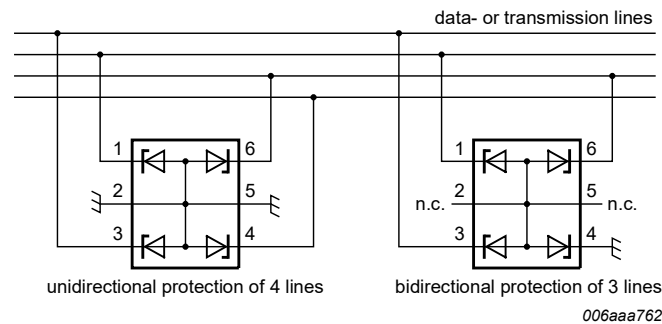 data- or transmission lines
1 6 1 6
2 5 n.c. 2 5 n.c.
3 4 3 4
unidirectional protection of 4 lines bidirectional protection of 3 lines
006aaa762